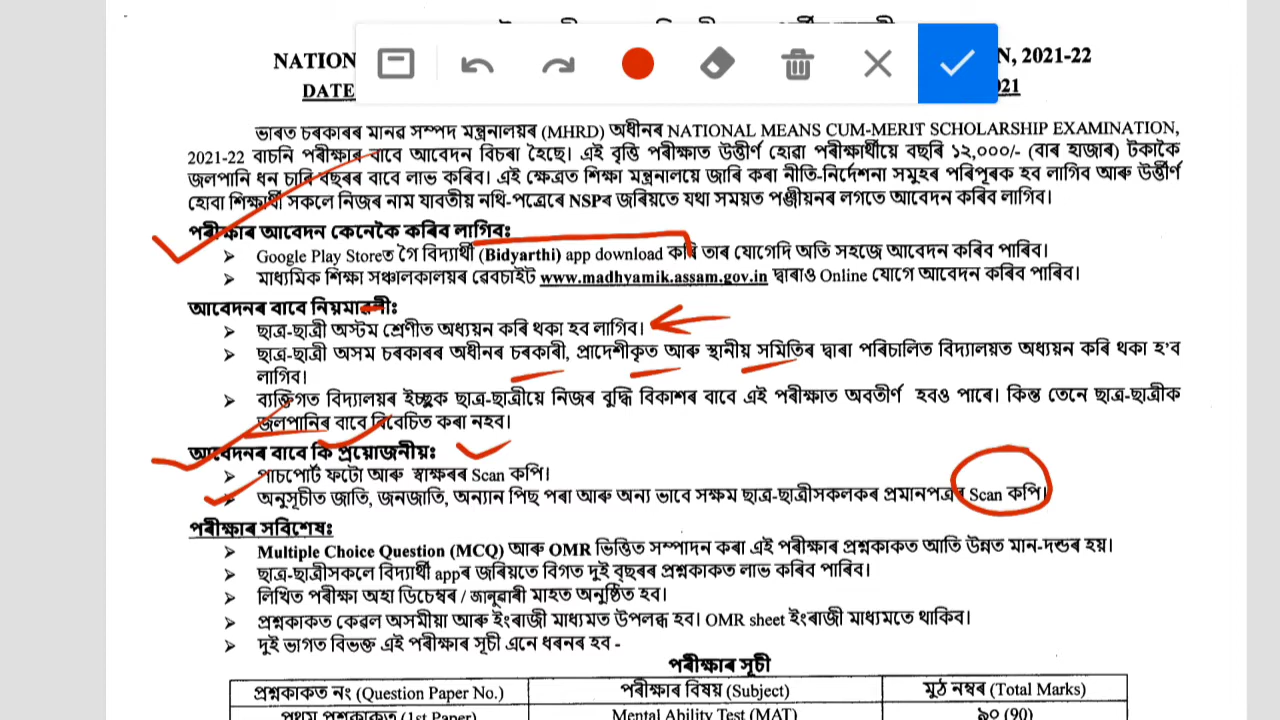 NATION N, 2021-22
DATE 021
ভাৰত চৰকাৰৰ মানৱ সম্পদ মন্ত্ৰনালয়ৰ (MHRD) অধীনৰ NATIONAL MEANS CUM-MERIT SCHOLARSHIP EXAMINATION,
2021-22 বাচনি পৰীক্ষাৰ বাবে আবেদন বিচৰা হৈছে। এই বৃত্তি পৰীক্ষাত উৰ্ত্তীৰ্ণ হোৱা পৰীক্ষাৰ্থীয়ে বছৰি ১২,০০০/- (বাৰ হাজাৰ) টকাকৈ
জলপানি ধন চাৰি বছৰৰ বাবে লাভ কৰিব। এই ক্ষেত্ৰত শিক্ষা মন্ত্ৰনালয়ে জাৰি কৰা নীতি-নিৰ্দেশনা সমুহৰ পৰিপূৰক হব লাগিব আৰু উৰ্ত্তীৰ্ণ
হোৱা শিক্ষাৰ্থী সকলে নিজৰ নাম যাবতীয় নথি-পত্ৰেৰে NSPৰ জৰিয়তে যথা সময়ত পঞ্জীয়নৰ লগতে আবেদন কৰিব লাগিব।
পৰীক্ষাৰ আবেদন কেনেকৈ কৰিব লাগিবঃ
➢ Google Play Storeত গৈ বিদ্যাৰ্থী (Bidyarthi) app download কৰি তাৰ যোগেদি অতি সহজে আবেদন কৰিব পাৰিব।
➢ মাধ্যমিক শিক্ষা সঞ্চালকালয়ৰ ৱেবচাইট www.madhyamik.assam.gov.in দ্বাৰাও Online যোগে আবেদন কৰিব পাৰিব।
আবেদনৰ বাবে নিয়মাৱলীঃ
➢ ছাত্ৰ-ছাত্ৰী অস্টম শ্ৰেণীত অধ্যয়ন কৰি থকা হব লাগিব।
➢ ছাত্ৰ-ছাত্ৰী অসম চৰকাৰৰ অধীনৰ চৰকাৰী, প্ৰাদেশীকৃত আৰু স্থানীয় সমিতিৰ দ্বাৰা পৰিচালিত বিদ্যালয়ত অধ্যয়ন কৰি থকা হ'ব
লাগিব।
➢ ব্যক্তিগত বিদ্যালয়ৰ ইচ্ছুক ছাত্ৰ-ছাত্ৰীয়ে নিজৰ বুদ্ধি বিকাশৰ বাবে এই পৰীক্ষাত অবতীৰ্ণ হবও পাৰে। কিন্ত তেনে ছাত্ৰ-ছাত্ৰীক
জলপানিৰ বাবে বিবেচিত কৰা নহব।
আবেদনৰ বাবে কি প্ৰয়োজনীয়ঃ
➢ পাচপোৰ্ট ফটো আৰু স্বাক্ষৰৰ Scan কপি।
➢ অনুসূচীত জাতি, জনজাতি, অন্যান পিছ পৰা আৰু অন্য ভাবে সক্ষম ছাত্ৰ-ছাত্ৰীসকলকৰ প্ৰমানপত্ৰৰ Scan কপি।
পৰীক্ষাৰ সবিশেষঃ
➢ Multiple Choice Question (MCQ) আৰু OMR ভিত্তিত সম্পাদন কৰা এই পৰীক্ষাৰ প্ৰশ্নকাকত আতি উন্নত মান-দন্ডৰ হয়।
➢ ছাত্ৰ-ছাত্ৰীসকলে বিদ্যাৰ্থী appৰ জৰিয়তে বিগত দুই বৃছৰৰ প্ৰশ্নকাকত লাভ কৰিব পাৰিব।
➢ লিখিত পৰীক্ষা অহা ডিচেম্বৰ / জানুৱাৰী মাহত অনুষ্ঠিত হব।
➢ প্ৰশ্নকাকত কেৱল অসমীয়া আৰু ইংৰাজী মাধ্যমত উপলব্ধ হব। OMR sheet ইংৰাজী মাধ্যমতে থাকিব।
➢ দুই ভাগত বিভক্ত এই পৰীক্ষাৰ সূচী এনে ধৰনৰ হব -
পৰীক্ষাৰ সূচী
প্ৰশ্নকাকত নং (Question Paper No.) পৰীক্ষাৰ বিষয় (Subject) মুঠ নম্বৰ (Total Marks)
প্ৰথম প্ৰশ্নকাকত (1st Paper) Mental Ability Test (MAT) ৯০ (90)